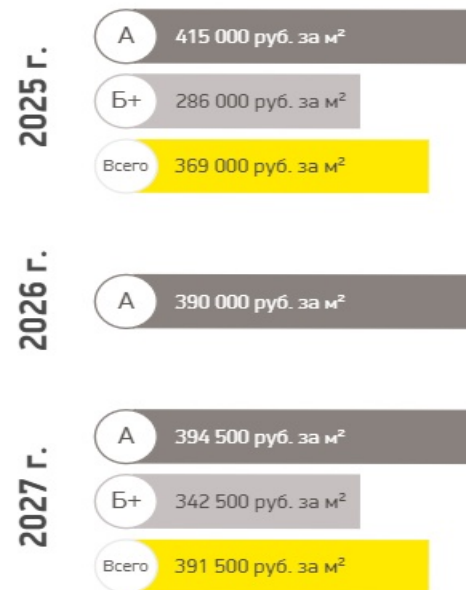 2025 г.
А 415 000 руб. за м²
Б+ 286 000 руб. за м²
Всего 369 000 руб. за м²
2026 г.
А 390 000 руб. за м²
2027 г.
А 394 500 руб. за м²
Б+ 342 500 руб. за м²
Всего 391 500 руб. за м²